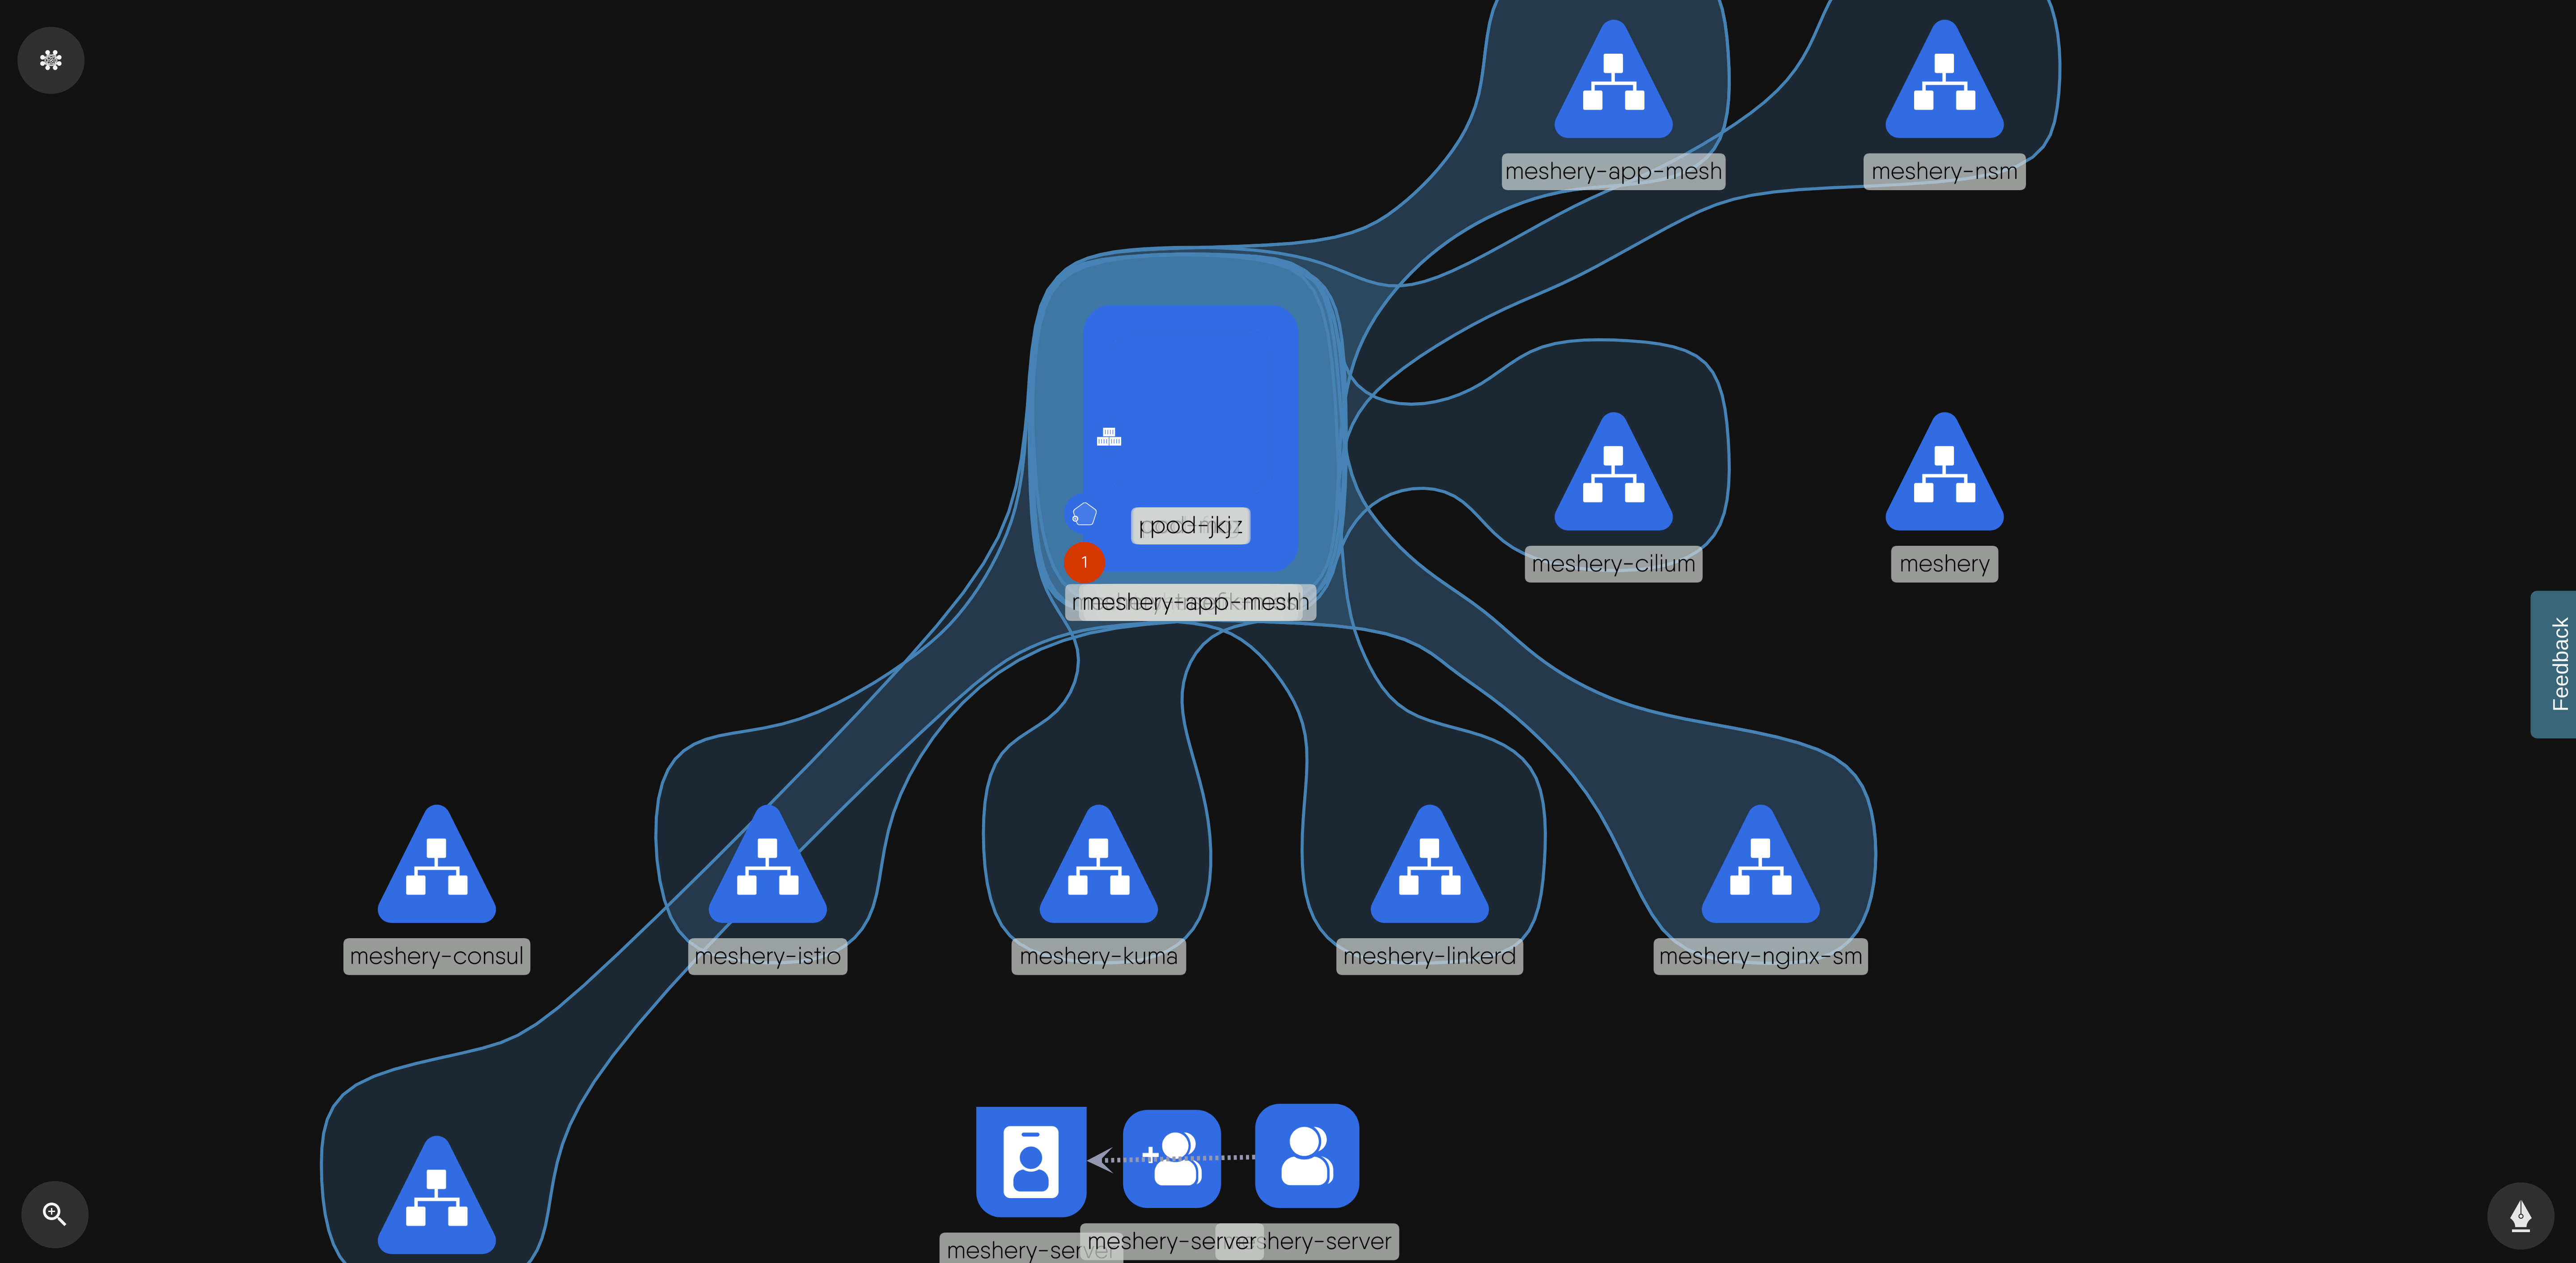 meshery-app-mesh
meshery-nsm
pod-jkjz
1
meshery-app-mesh
meshery-cilium
meshery
Feedback
meshery-consul
meshery-istio
meshery-kuma
meshery-linkerd
meshery-nginx-sm
meshery-server
meshery-server
meshery-server